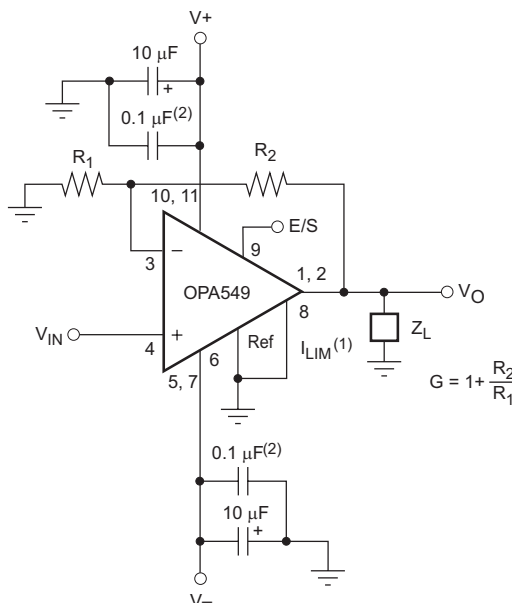 V+
10 μF
+
0.1 μF(2)
R1
R2
10, 11
E/S
9
3
−
1, 2
OPA549
VO
8
ZL
VIN
+
4
Ref
ILIM(1)
6
5, 7
G = 1+ R2
R1
0.1 μF(2)
10 μF
+
V–